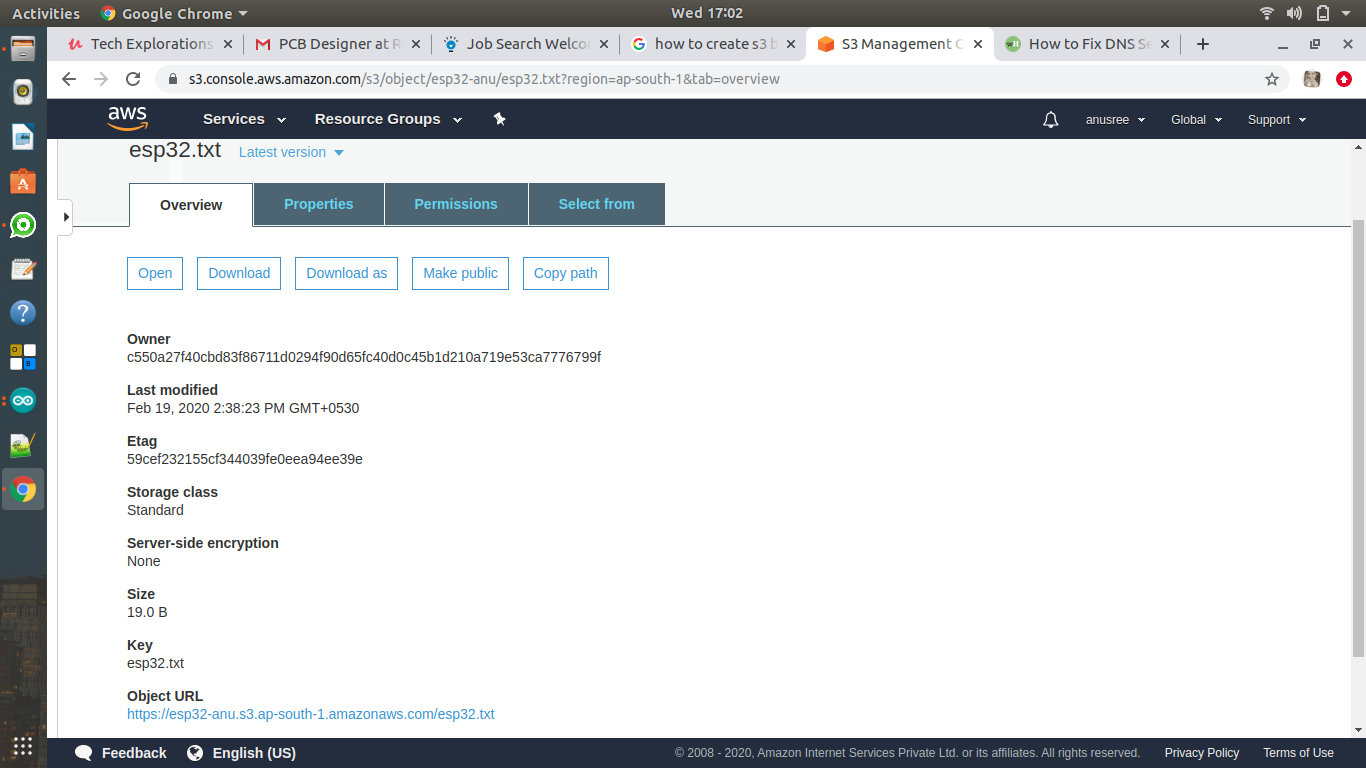 Activities Google Chrome Wed 17:02
Tech Explorations PCB Designer at R Job Search Welco how to create s3 b S3 Management C How to Fix DNS Se
s3.console.aws.amazon.com/s3/object/esp32-anu/esp32.txt?region=ap-south-1&tab=overview
aws Services Resource Groups anusree Global Support
esp32.txt Latest version
Overview Properties Permissions Select from
Open Download Download as Make public Copy path
Owner
c550a27f40cbd83f86711d0294f90d65fc40d0c45b1d210a719e53ca7776799f
Last modified
Feb 19, 2020 2:38:23 PM GMT+0530
Etag
59cef232155cf344039fe0eea94ee39e
Storage class
Standard
Server-side encryption
None
Size
19.0 B
Key
esp32.txt
Object URL
https://esp32-anu.s3.ap-south-1.amazonaws.com/esp32.txt
Feedback English (US) © 2008 - 2020, Amazon Internet Services Private Ltd. or its affiliates. All rights reserved. Privacy Policy Terms of Use